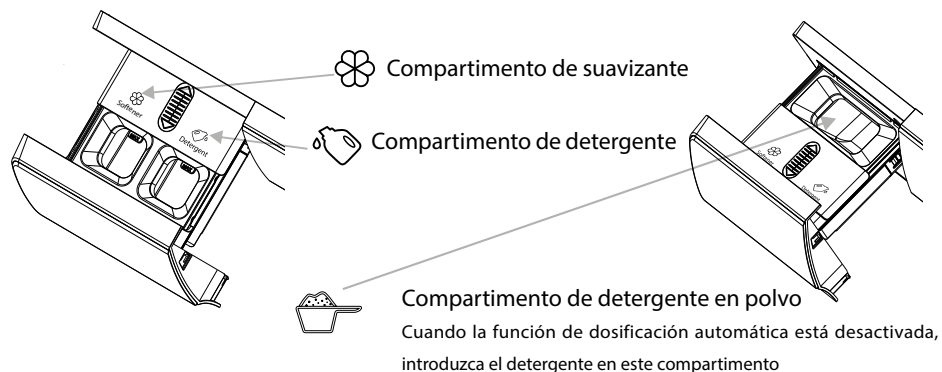 Compartimento de suavizante
Softener
Detergent
Compartimento de detergente
Softener
Compartimento de detergente en polvo
Cuando la función de dosificación automática está desactivada,
introduzca el detergente en este compartimento